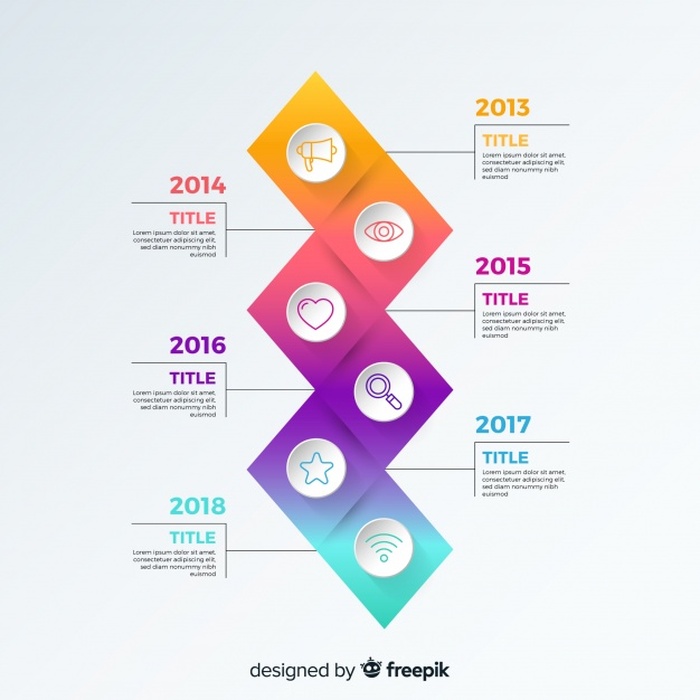 2013
TITLE
Lorem ipsum dolor sit amet,
consectetuer adipiscing elit,
sed diam nonummy nibh
euismod
2014
TITLE
Lorem ipsum dolor sit amet,
consectetuer adipiscing elit,
sed diam nonummy nibh
euismod
2015
TITLE
Lorem ipsum dolor sit amet,
consectetuer adipiscing elit,
sed diam nonummy nibh
euismod
2016
TITLE
Lorem ipsum dolor sit amet,
consectetuer adipiscing elit,
sed diam nonummy nibh
euismod
2017
TITLE
Lorem ipsum dolor sit amet,
consectetuer adipiscing elit,
sed diam nonummy nibh
euismod
2018
TITLE
Lorem ipsum dolor sit amet,
consectetuer adipiscing elit,
sed diam nonummy nibh
euismod
designed by freepik